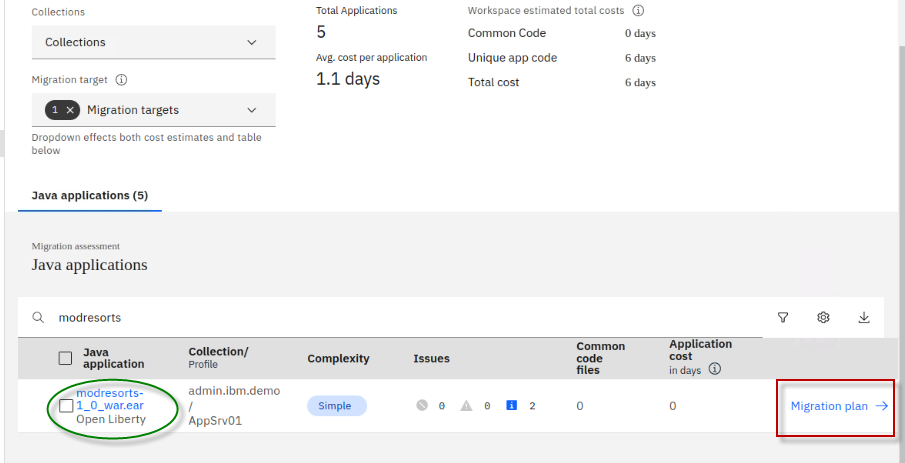 Collections
Collections
Migration target
1 × Migration targets
Dropdown effects both cost estimates and table
below
Total Applications
5
Avg. cost per application
1.1 days
Workspace estimated total costs
Common Code 0 days
Unique app code 6 days
Total cost 6 days
Java applications (5)
Migration assessment
Java applications
modresorts
Java
application
Collection/
Profile
Complexity
Issues
Common
code
files
Application
cost
in days
modresorts-
1_0_war.ear
Open Liberty
admin.ibm.demo
/
AppSrv01
Simple
0 0 2
0
0
Migration plan →